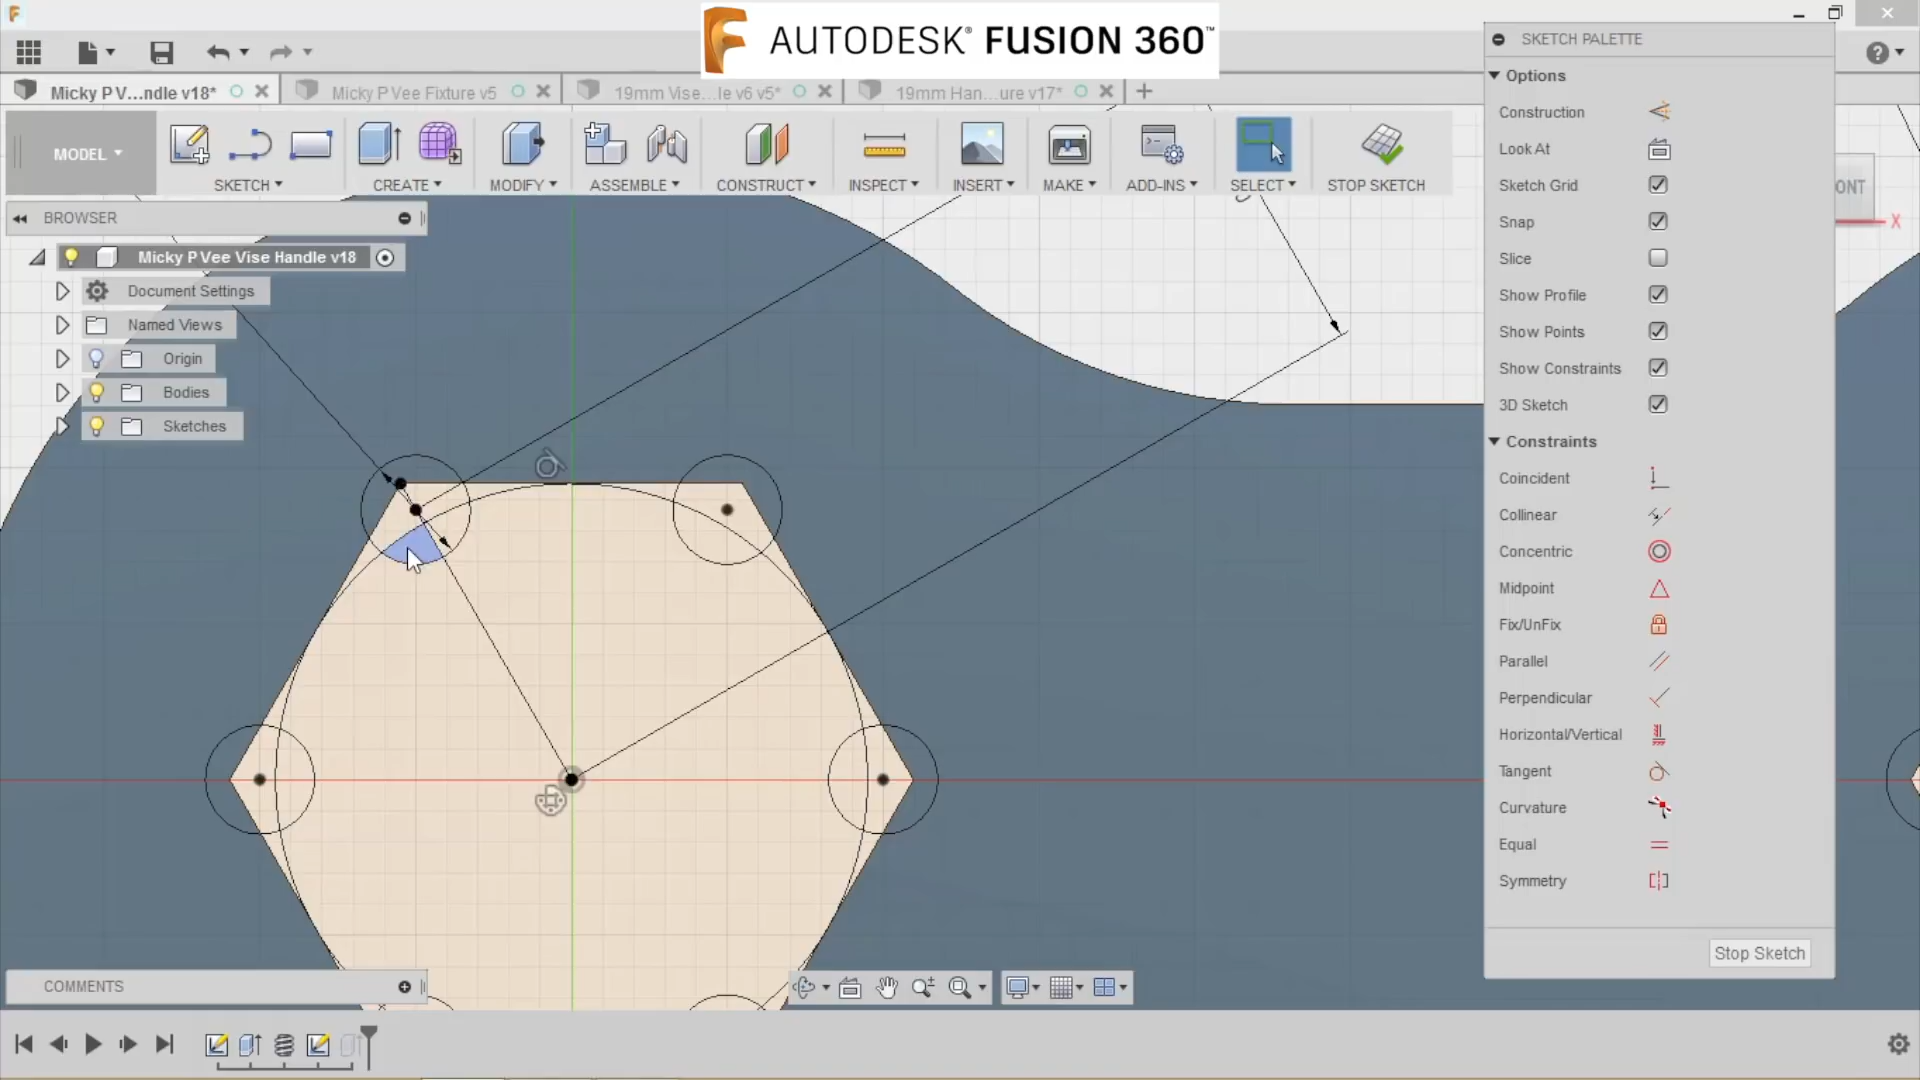 AUTODESK® FUSION 360™
Micky P V...ndle v18*
Micky P Vee Fixture v5
19mm Vise...le v6 v5*
19mm Han...ure v17*
MODEL
SKETCH
CREATE
MODIFY
ASSEMBLE
CONSTRUCT
INSPECT
INSERT
MAKE
ADD-INS
SELECT
STOP SKETCH
BROWSER
Micky P Vee Vise Handle v18
Document Settings
Named Views
Origin
Bodies
Sketches
ONT
X
SKETCH PALETTE
Options
Construction
Look At
Sketch Grid
Snap
Slice
Show Profile
Show Points
Show Constraints
3D Sketch
Constraints
Coincident
Collinear
Concentric
Midpoint
Fix/UnFix
Parallel
Perpendicular
Horizontal/Vertical
Tangent
Curvature
Equal
Symmetry
Stop Sketch
COMMENTS